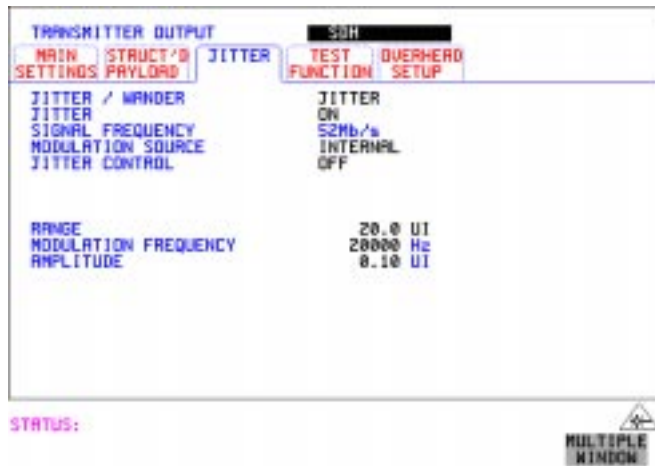 TRANSMITTER OUTPUT SDH
MAIN SETTINGS
STRUCT'D PAYLOAD
JITTER
TEST FUNCTION
OVERHEAD SETUP
JITTER / WANDER JITTER
JITTER ON
SIGNAL FREQUENCY 52Mb/s
MODULATION SOURCE INTERNAL
JITTER CONTROL OFF
RANGE 20.0 UI
MODULATION FREQUENCY 20000 Hz
AMPLITUDE 0.10 UI
STATUS:
MULTIPLE
WINDOW